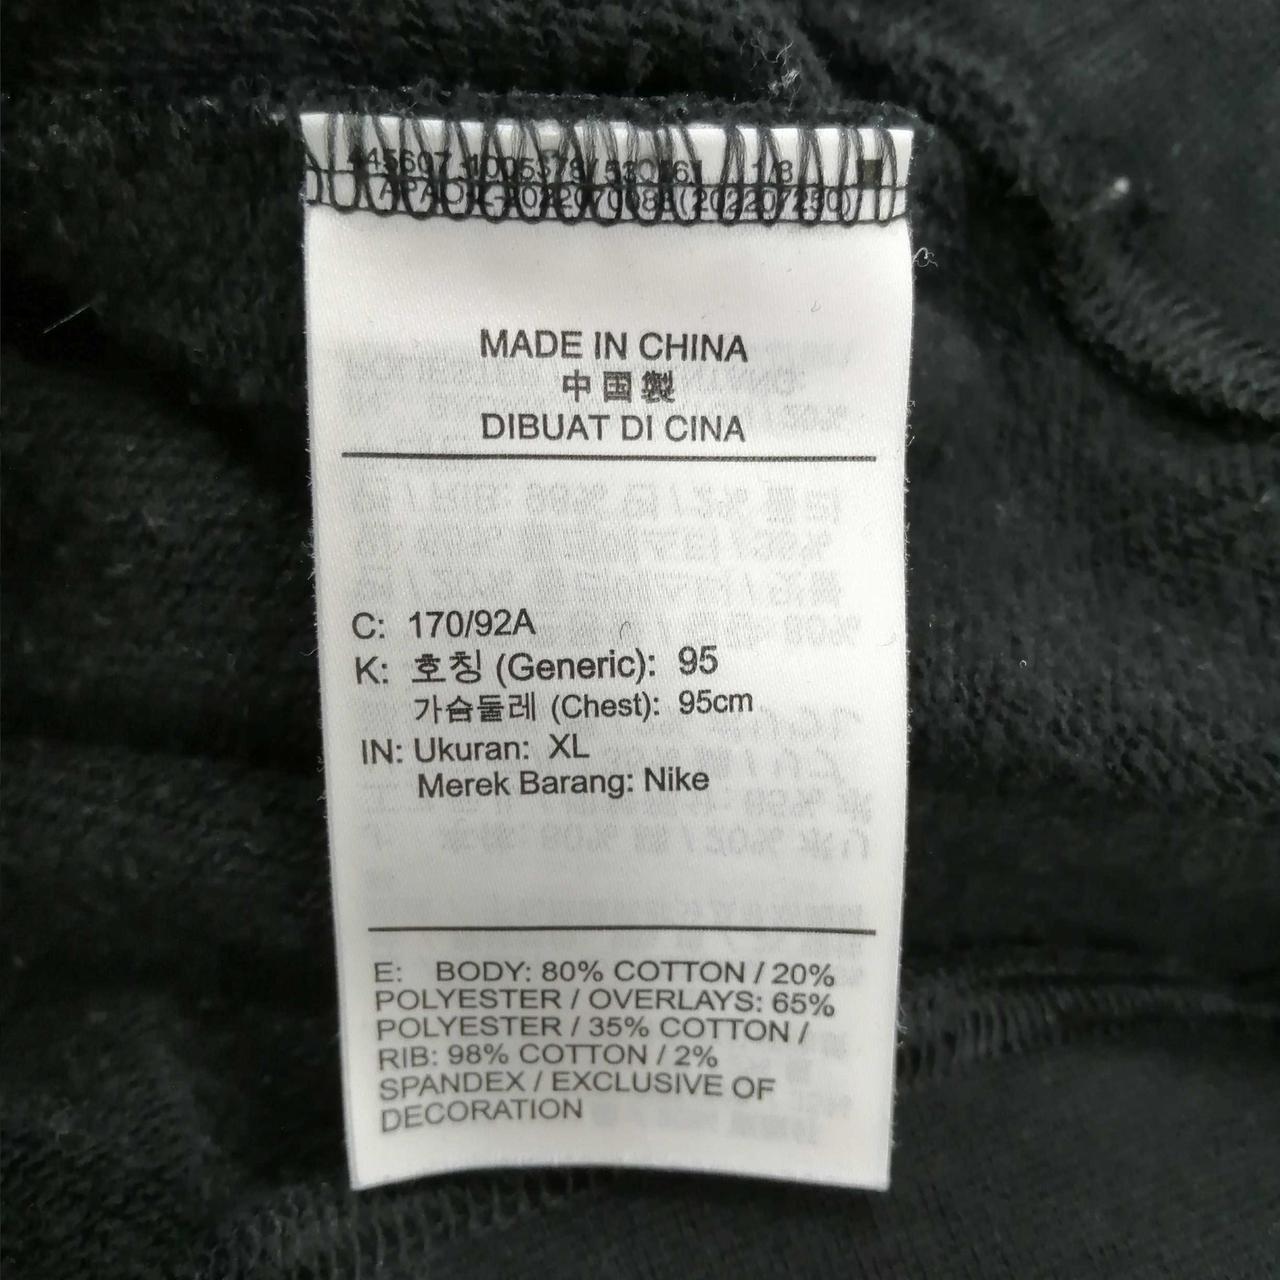 1/8
MADE IN CHINA
中国製
DIBUAT DI CINA
C: 170/92A
K: 호칭 (Generic): 95
가슴둘레 (Chest): 95cm
IN: Ukuran: XL
Merek Barang: Nike
E: BODY: 80% COTTON / 20%
POLYESTER / OVERLAYS: 65%
POLYESTER / 35% COTTON /
RIB: 98% COTTON / 2%
SPANDEX / EXCLUSIVE OF
DECORATION